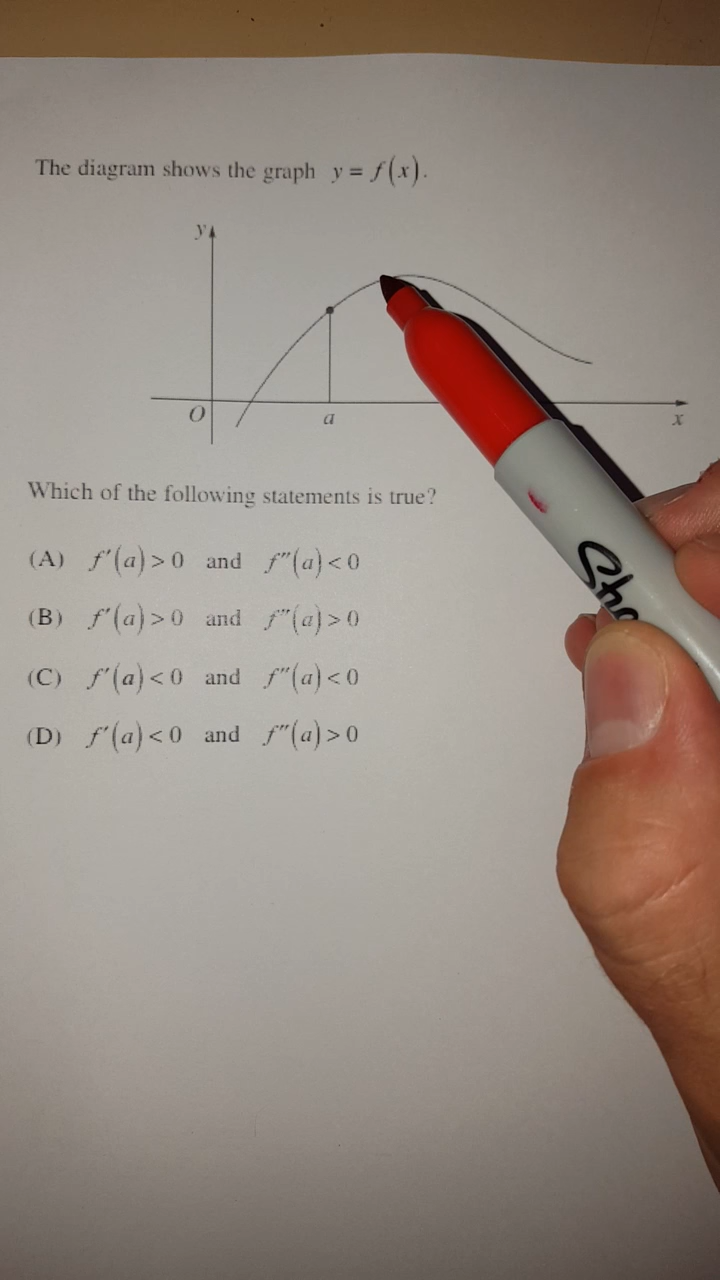 The diagram shows the graph y = f(x).
y
O
a
x
Which of the following statements is true?
(A) f′(a) > 0 and f″(a) < 0
(B) f′(a) > 0 and f″(a) > 0
(C) f′(a) < 0 and f″(a) < 0
(D) f′(a) < 0 and f″(a) > 0